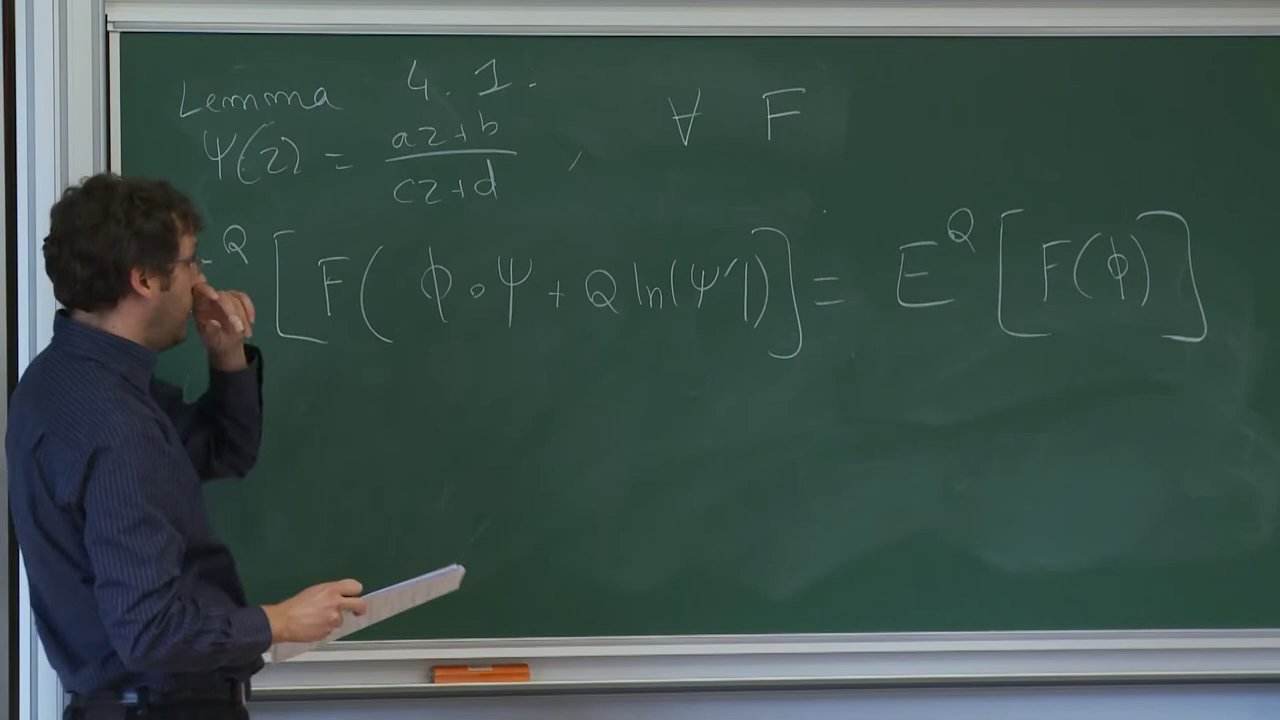 Lemma 4.1.
Ψ(z) = az+b / cz+d , ∀ F
Q [F(ϕ∘Ψ + Q ln(|Ψ'|))] = E^Q [F(ϕ)]